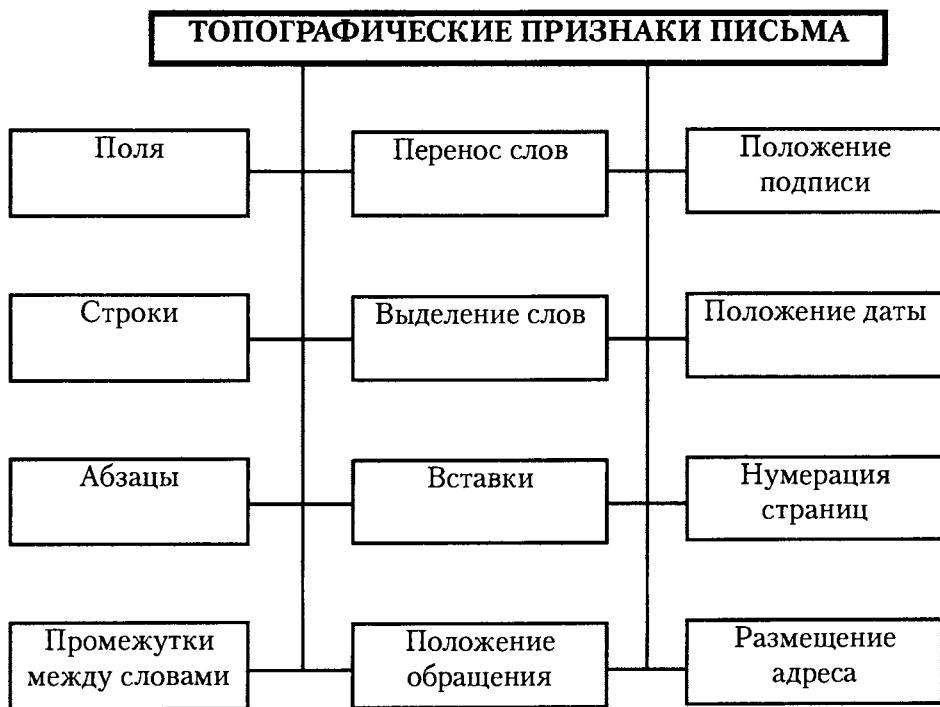 ТОПОГРАФИЧЕСКИЕ ПРИЗНАКИ ПИСЬМА
Поля
Перенос слов
Положение
подписи
Строки
Выделение слов
Положение даты
Абзацы
Вставки
Нумерация
страниц
Промежутки
между словами
Положение
обращения
Размещение
адреса